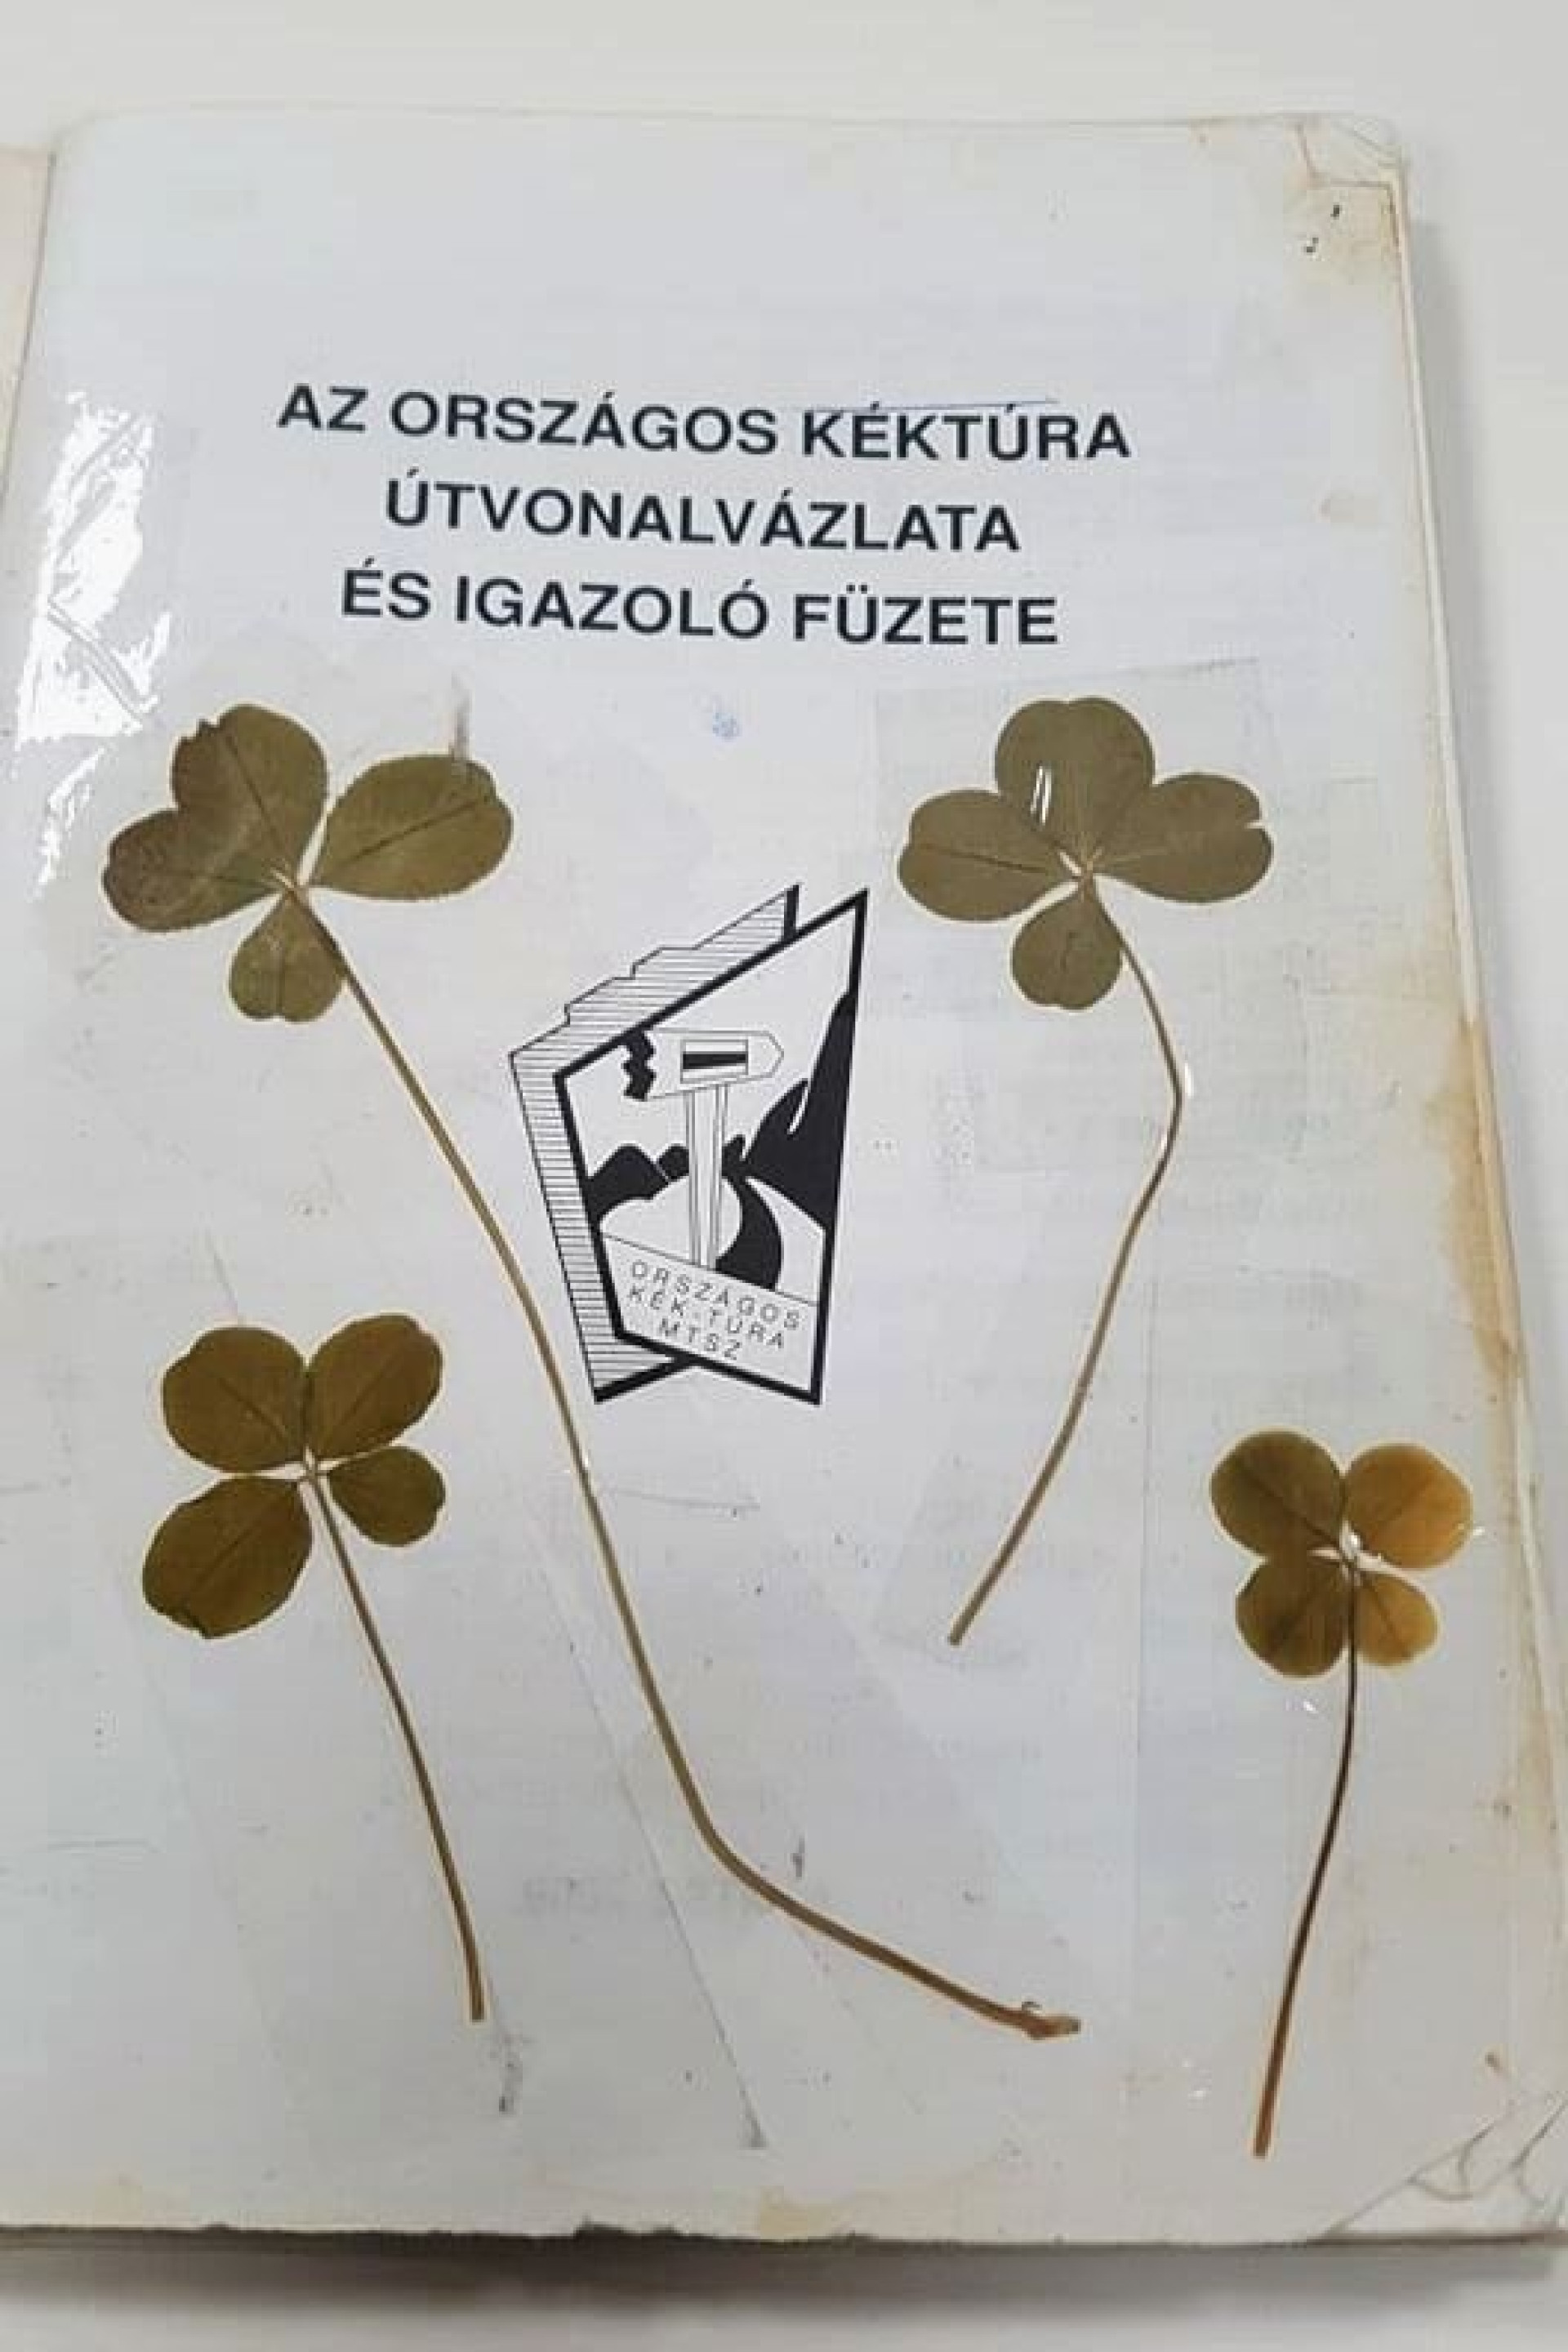 AZ ORSZÁGOS KÉKTÚRA
ÚTVONALVÁZLATA
ÉS IGAZOLÓ FÜZETE
ORSZÁGOS
KÉK-TÚRA
MTSZ